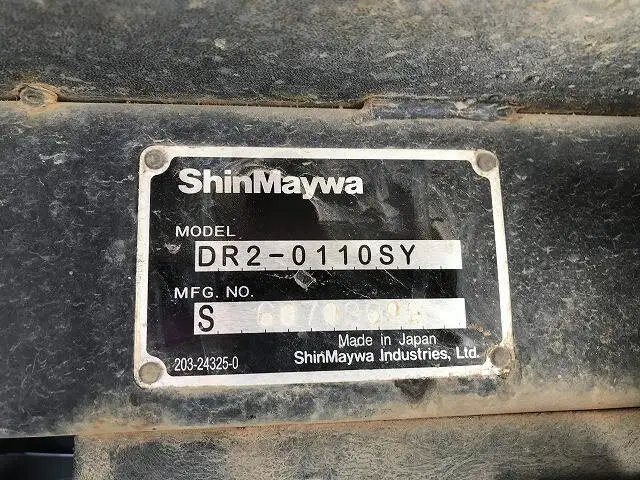 ShinMaywa
MODEL
DR2-0110SY
MFG. NO.
S
Made in Japan
203-24325-0
ShinMaywa Industries, Ltd.